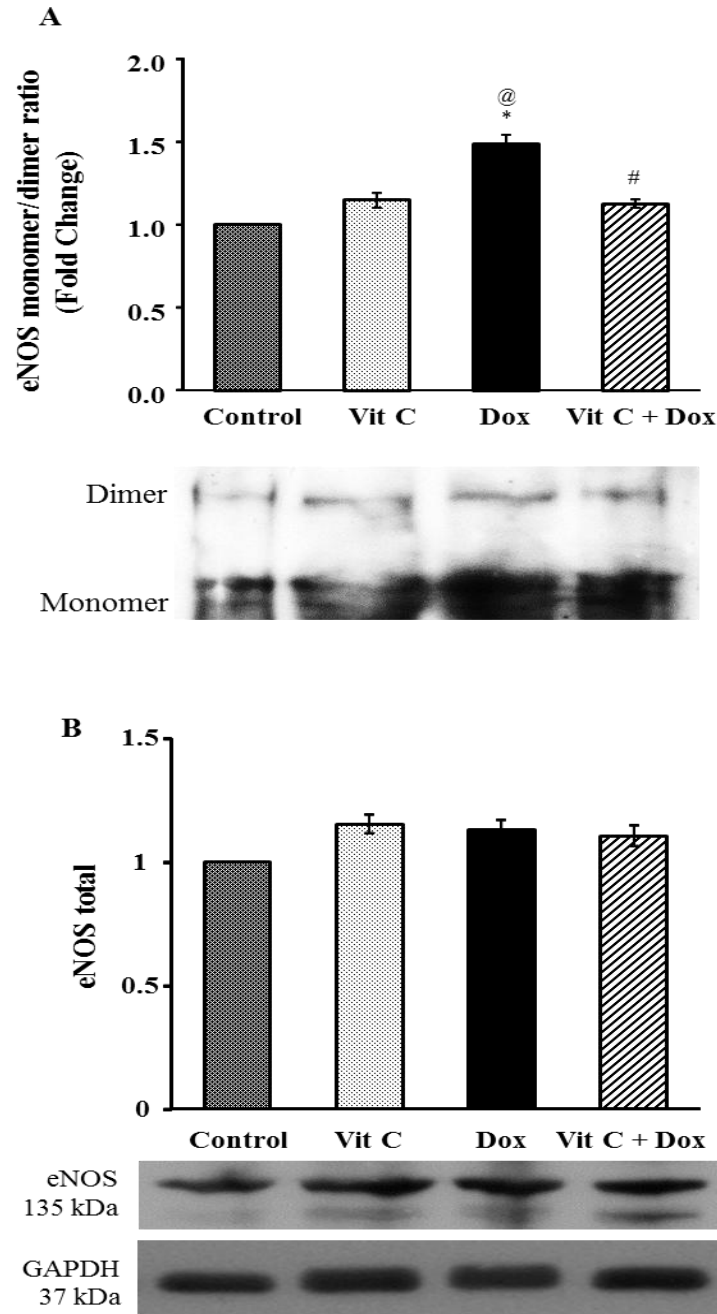 A
eNOS monomer/dimer ratio
(Fold Change)
2.0
1.5
1.0
0.5
0.0
@
*
#
Control Vit C Dox Vit C + Dox
Dimer
Monomer
B
eNOS total
1.5
1
0.5
0
Control Vit C Dox Vit C + Dox
eNOS
135 kDa
GAPDH
37 kDa